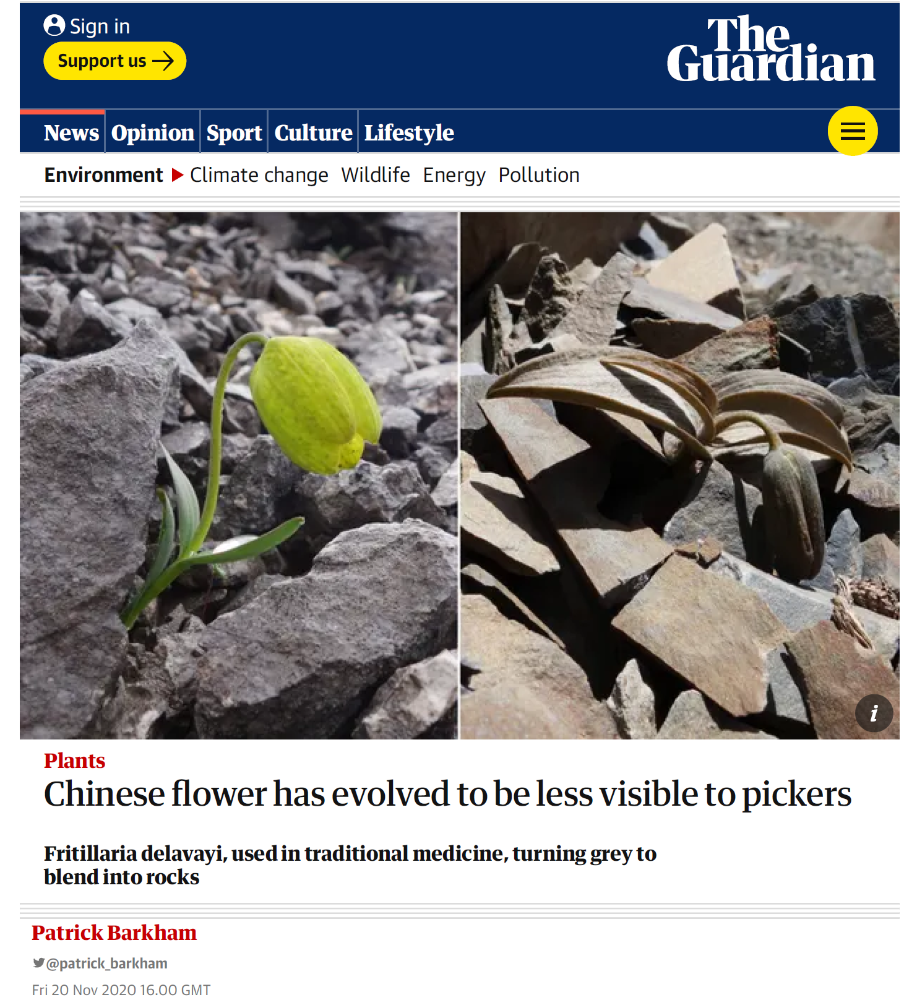 Sign in
Support us
The
Guardian
News Opinion Sport Culture Lifestyle
Environment Climate change Wildlife Energy Pollution
i
Plants
Chinese flower has evolved to be less visible to pickers
Fritillaria delavayi, used in traditional medicine, turning grey to
blend into rocks
Patrick Barkham
@patrick_barkham
Fri 20 Nov 2020 16.00 GMT